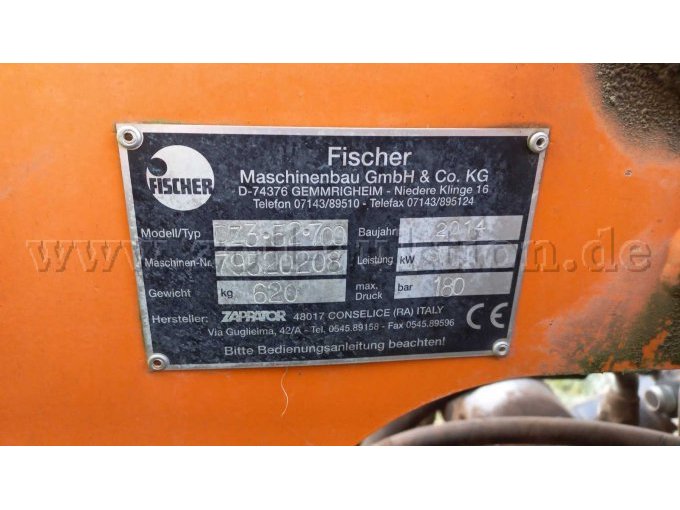 Fischer
Maschinenbau GmbH & Co. KG
D-74376 GEMMRIGHEIM - Niedere Klinge 16
Telefon 07143/89510 - Telefax 07143/895124
FISCHER
Modell/Typ Baujahr 2014
Maschinen-Nr. Leistung kW
Gewicht kg 620 max. Druck bar 180
Hersteller: ZAPPATOR 48017 CONSELICE (RA) ITALY
Via Guglielma, 42/A - Tel. 0545.89158 - Fax 0545.89596
Bitte Bedienungsanleitung beachten!
CE